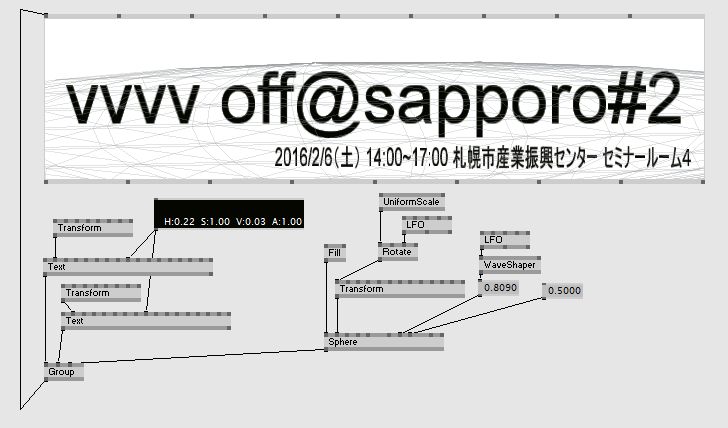 vvvv off@sapporo#2
2016/2/6(土) 14:00~17:00 札幌市産業振興センター セミナールーム4
UniformScale
H:0.22 S:1.00 V:0.03 A:1.00
Transform
LFO
LFO
Fill
Rotate
Text
WaveShaper
Transform
Transform
0.8090
0.5000
Text
Sphere
Group